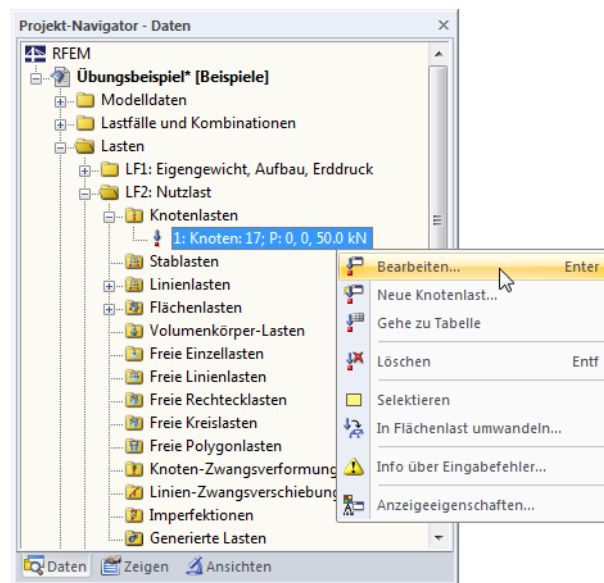 Projekt-Navigator - Daten
RFEM
Übungsbeispiel* [Beispiele]
Modelldaten
Lastfälle und Kombinationen
Lasten
LF1: Eigengewicht, Aufbau, Erddruck
LF2: Nutzlast
Knotenlasten
1: Knoten: 17; P: 0, 0, 50.0 kN
Stablasten
Linienlasten
Flächenlasten
Volumenkörper-Lasten
Freie Einzellasten
Freie Linienlasten
Freie Rechtecklasten
Freie Kreislasten
Freie Polygonlasten
Knoten-Zwangsverformung
Linien-Zwangsverschiebung
Imperfektionen
Generierte Lasten
Bearbeiten... Enter
Neue Knotenlast...
Gehe zu Tabelle
Löschen Entf
Selektieren
In Flächenlast umwandeln...
Info über Eingabefehler...
Anzeigeeigenschaften...
Daten Zeigen Ansichten